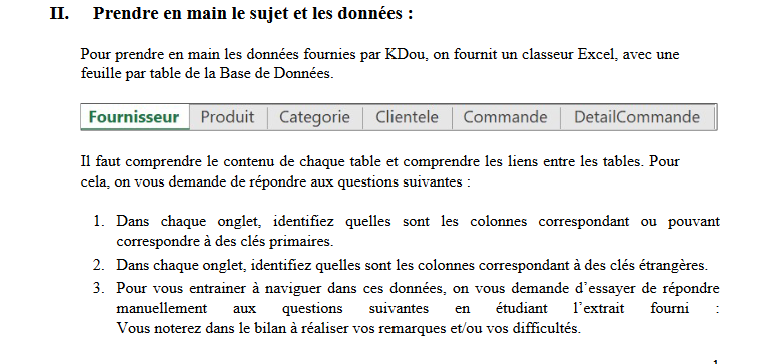 II. Prendre en main le sujet et les données :
Pour prendre en main les données fournies par KDou, on fournit un classeur Excel, avec une
feuille par table de la Base de Données.
Fournisseur Produit Categorie Clientele Commande DetailCommande
Il faut comprendre le contenu de chaque table et comprendre les liens entre les tables. Pour
cela, on vous demande de répondre aux questions suivantes :
1. Dans chaque onglet, identifiez quelles sont les colonnes correspondant ou pouvant
correspondre à des clés primaires.
2. Dans chaque onglet, identifiez quelles sont les colonnes correspondant à des clés étrangères.
3. Pour vous entrainer à naviguer dans ces données, on vous demande d’essayer de répondre
manuellement aux questions suivantes en étudiant l’extrait fourni :
Vous noterez dans le bilan à réaliser vos remarques et/ou vos difficultés.